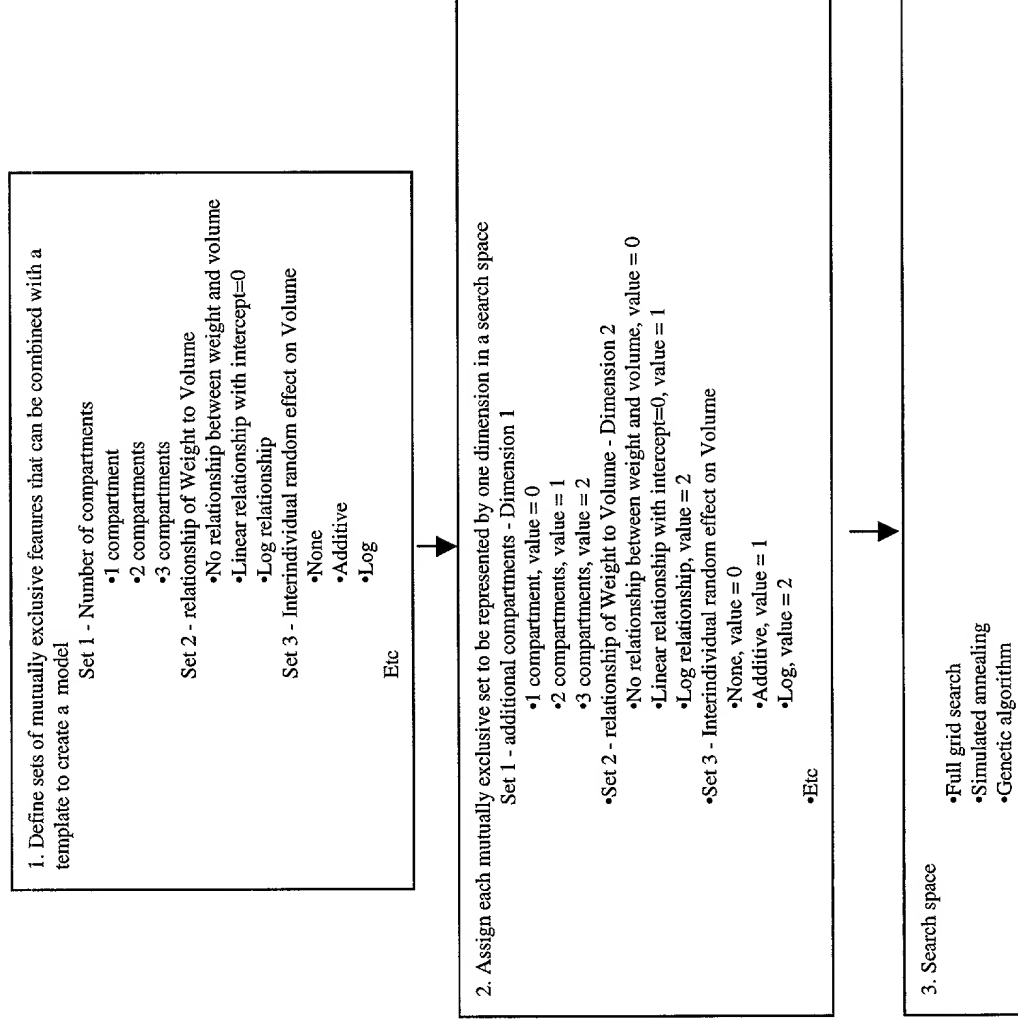 1. Define sets of mutually exclusive features that can be combined with a
template to create a model
Set 1 - Number of compartments
•1 compartment
•2 compartments
•3 compartments
Set 2 - relationship of Weight to Volume
•No relationship between weight and volume
•Linear relationship with intercept=0
•Log relationship
Set 3 - Interindividual random effect on Volume
•None
•Additive
•Log
Etc
2. Assign each mutually exclusive set to be represented by one dimension in a search space
Set 1 - additional compartments - Dimension 1
•1 compartment, value = 0
•2 compartments, value = 1
•3 compartments, value = 2
•Set 2 - relationship of Weight to Volume - Dimension 2
•No relationship between weight and volume, value = 0
•Linear relationship with intercept=0, value = 1
•Log relationship, value = 2
•Set 3 - Interindividual random effect on Volume
•None, value = 0
•Additive, value = 1
•Log, value = 2
•Etc
3. Search space
•Full grid search
•Simulated annealing
•Genetic algorithm